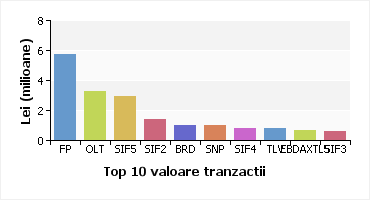 Lei (milioane)
8
6
4
2
0
FP OLT SIF5 SIF2 BRD SNP SIF4 TLV EBDAXTL5 SIF3
Top 10 valoare tranzactii